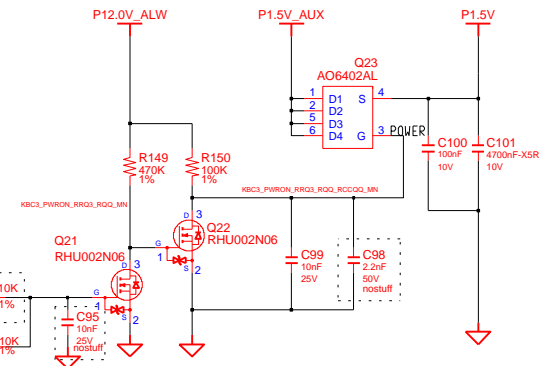 P12.0V_ALW
P1.5V_AUX
P1.5V
Q23
AO6402AL
1 D1 S 4
2 D2
5 D3
6 D4 G 3
POWER
C100
100nF
10V
C101
4700nF-X5R
10V
R149
470K
1%
R150
100K
1%
KBC3_PWRON_RRQ3_RQQ_RCCQQ_MN
KBC3_PWRON_RRQ3_RQQ_MN
D 3
Q22
RHU002N06
G
1
S 2
Q21
RHU002N06
D 3
G
1
S 2
C99
10nF
25V
C98
2.2nF
50V
nostuff
10K
1%
C95
10nF
25V
nostuff
10K
1%